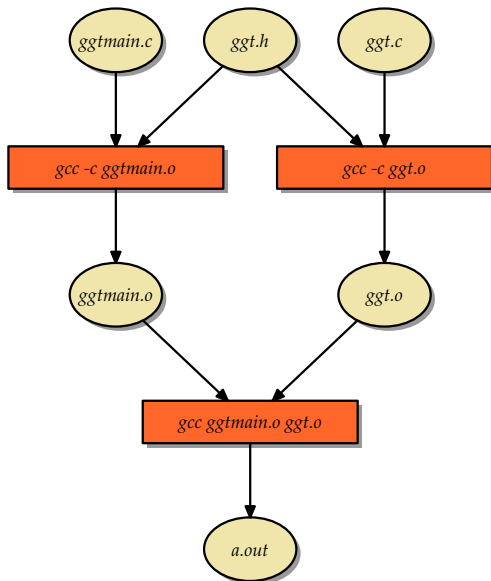 ggtmain.c
ggt.h
ggt.c
gcc -c ggtmain.o
gcc -c ggt.o
ggtmain.o
ggt.o
gcc ggtmain.o ggt.o
a.out